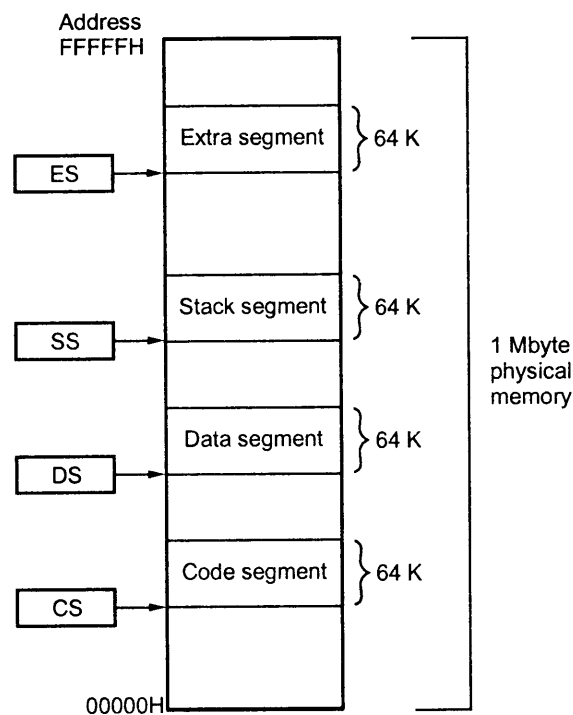 Address
FFFFFH
Extra segment
64 K
ES
Stack segment
64 K
SS
1 Mbyte
physical
memory
Data segment
64 K
DS
Code segment
64 K
CS
00000H